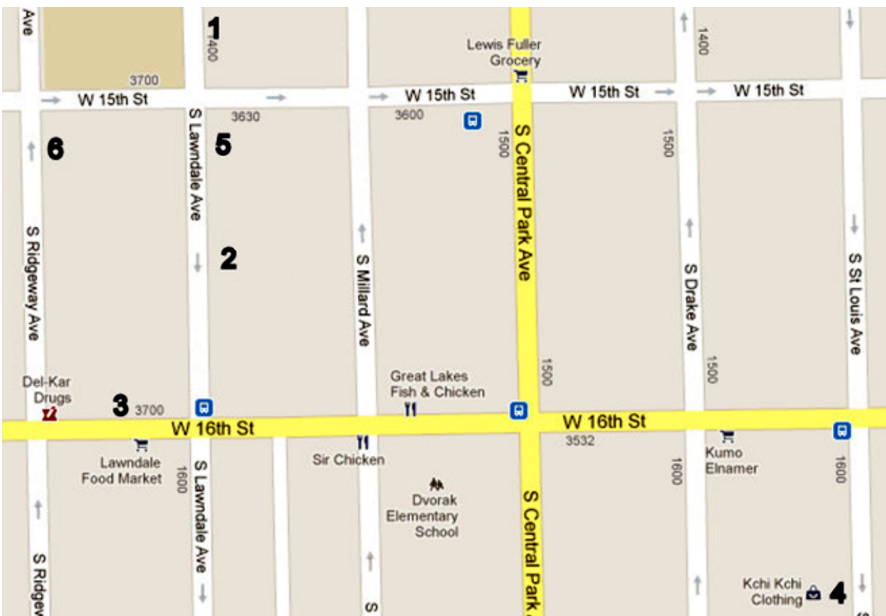 Ave
1
1400
Lewis Fuller
Grocery
1400
3700
W 15th St
W 15th St
W 15th St
W 15th St
3630
3600
6
5
S Lawndale Ave
1500
S Central Park Ave
1500
2
S Ridgeway Ave
S Millard Ave
S Drake Ave
S St Louis Ave
Del-Kar
Drugs
3
3700
Great Lakes
Fish & Chicken
1500
1500
W 16th St
W 16th St
3532
Lawndale
Food Market
1600
S Lawndale Ave
Sir Chicken
Dvorak
Elementary
School
S Central Park
1600
Kumo
Elnamer
1600
S Ridgew
S
Kchi Kchi
Clothing
4